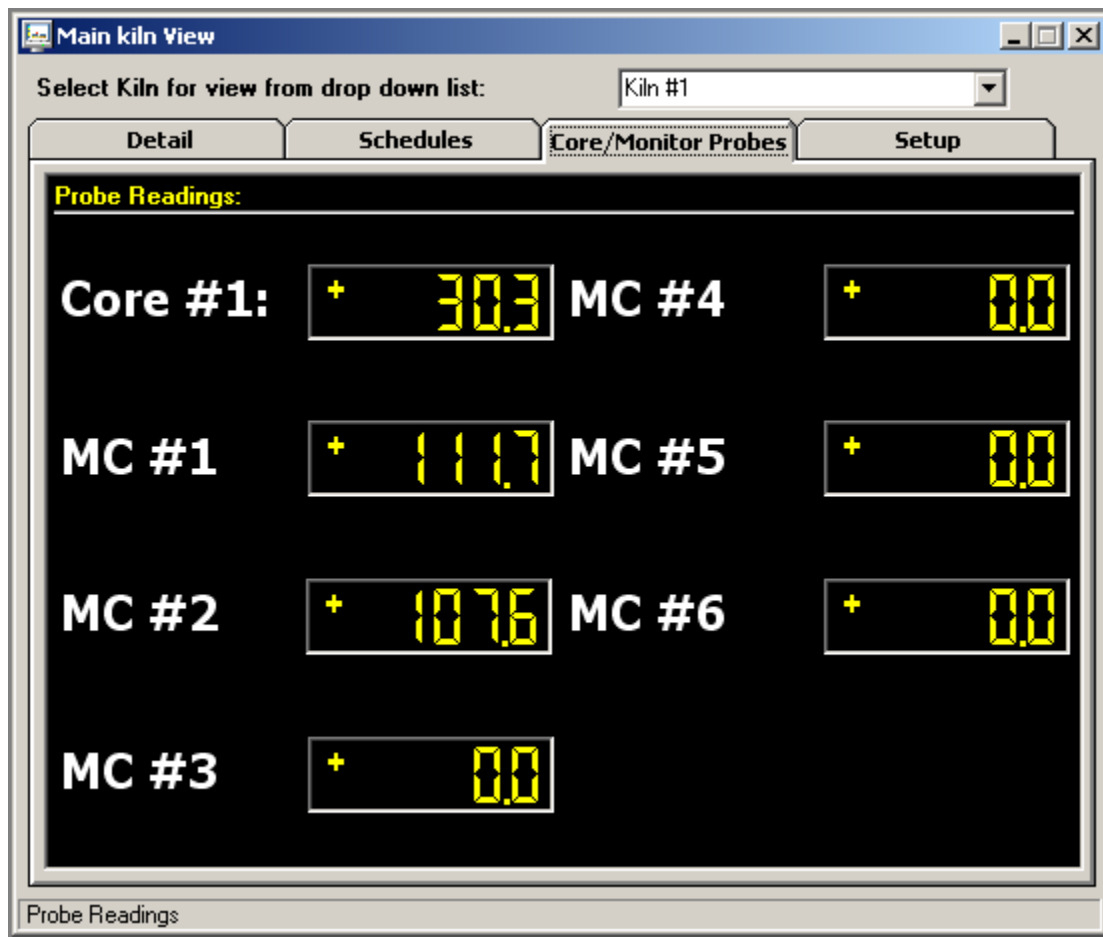 Main kiln View
Select Kiln for view from drop down list: Kiln #1
Detail Schedules Core/Monitor Probes Setup
Probe Readings:
Core #1: + 30.3 MC #4 + 0.0
MC #1 + 111.7 MC #5 + 0.0
MC #2 + 107.6 MC #6 + 0.0
MC #3 + 0.0
Probe Readings